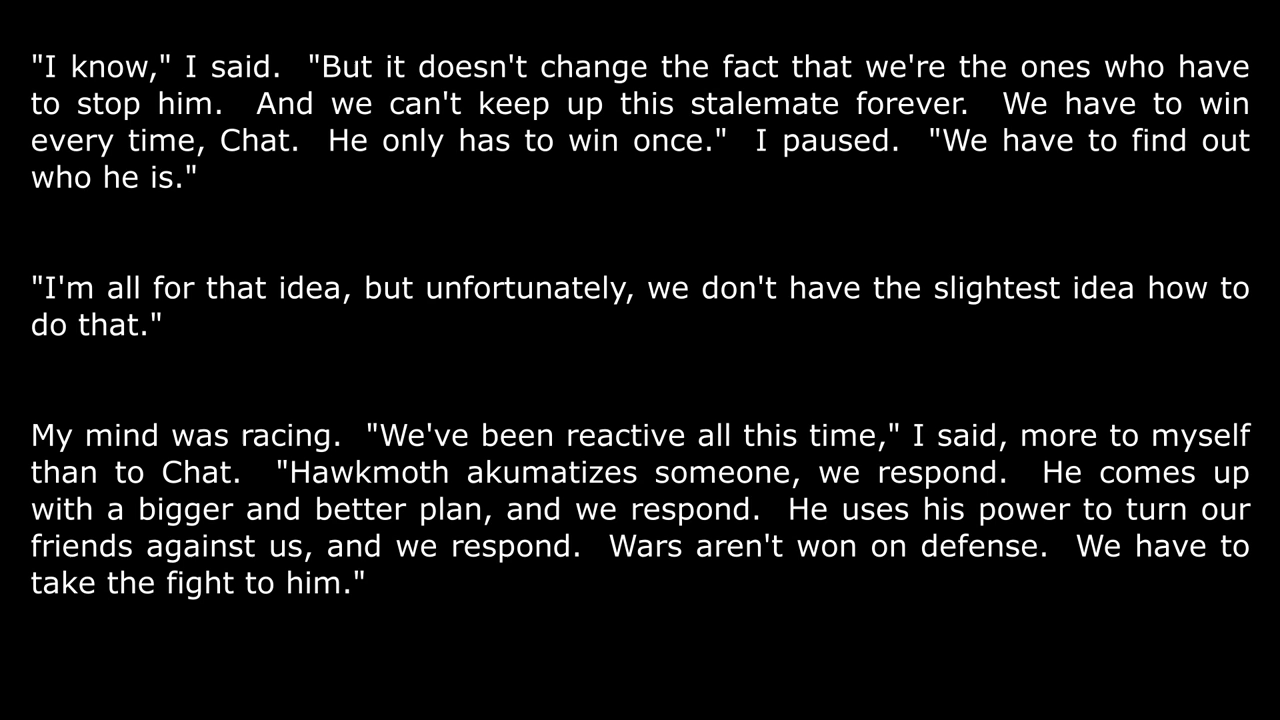 "I know," I said.  "But it doesn't change the fact that we're the ones who have
to stop him.  And we can't keep up this stalemate forever.  We have to win
every time, Chat.  He only has to win once."  I paused.  "We have to find out
who he is."
"I'm all for that idea, but unfortunately, we don't have the slightest idea how to
do that."
My mind was racing.  "We've been reactive all this time," I said, more to myself
than to Chat.  "Hawkmoth akumatizes someone, we respond.  He comes up
with a bigger and better plan, and we respond.  He uses his power to turn our
friends against us, and we respond.  Wars aren't won on defense.  We have to
take the fight to him."